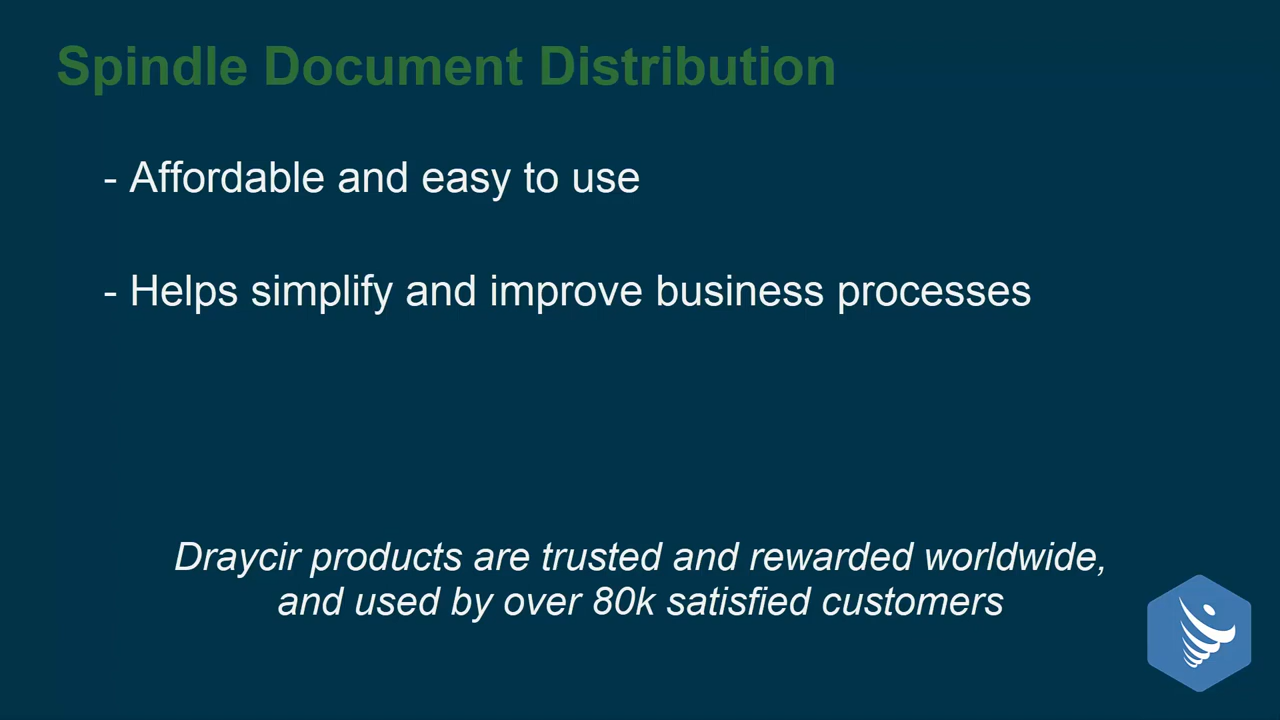 Spindle Document Distribution
- Affordable and easy to use
- Helps simplify and improve business processes
Draycir products are trusted and rewarded worldwide,
and used by over 80k satisfied customers